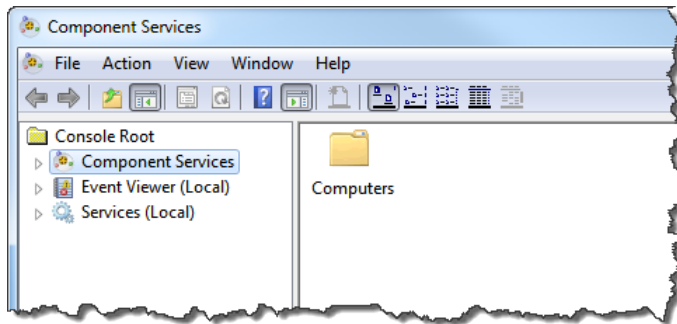 Component Services
File Action View Window Help
Console Root
Component Services
Event Viewer (Local)
Services (Local)
Computers